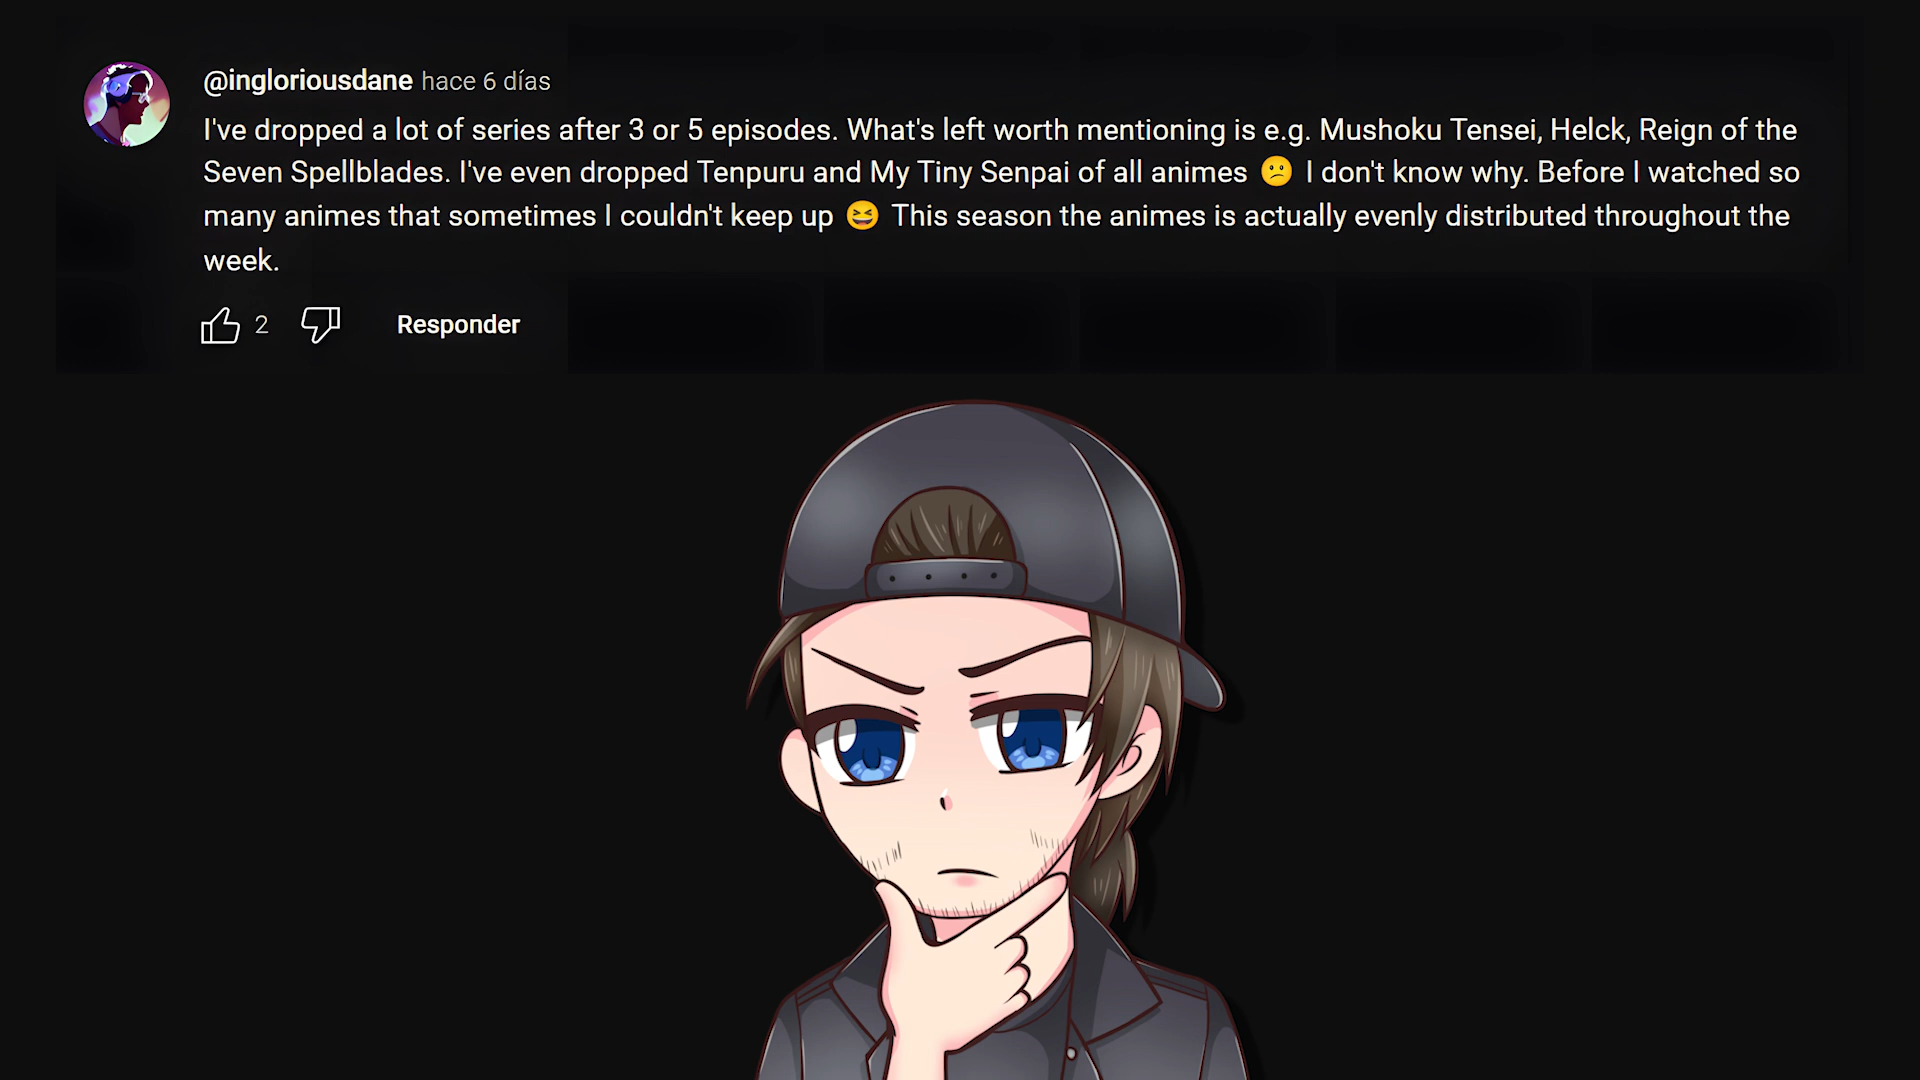 @ingloriousdane hace 6 días
I've dropped a lot of series after 3 or 5 episodes. What's left worth mentioning is e.g. Mushoku Tensei, Helck, Reign of the
Seven Spellblades. I've even dropped Tenpuru and My Tiny Senpai of all animes 😕 I don't know why. Before I watched so
many animes that sometimes I couldn't keep up 😆 This season the animes is actually evenly distributed throughout the
week.
2 Responder